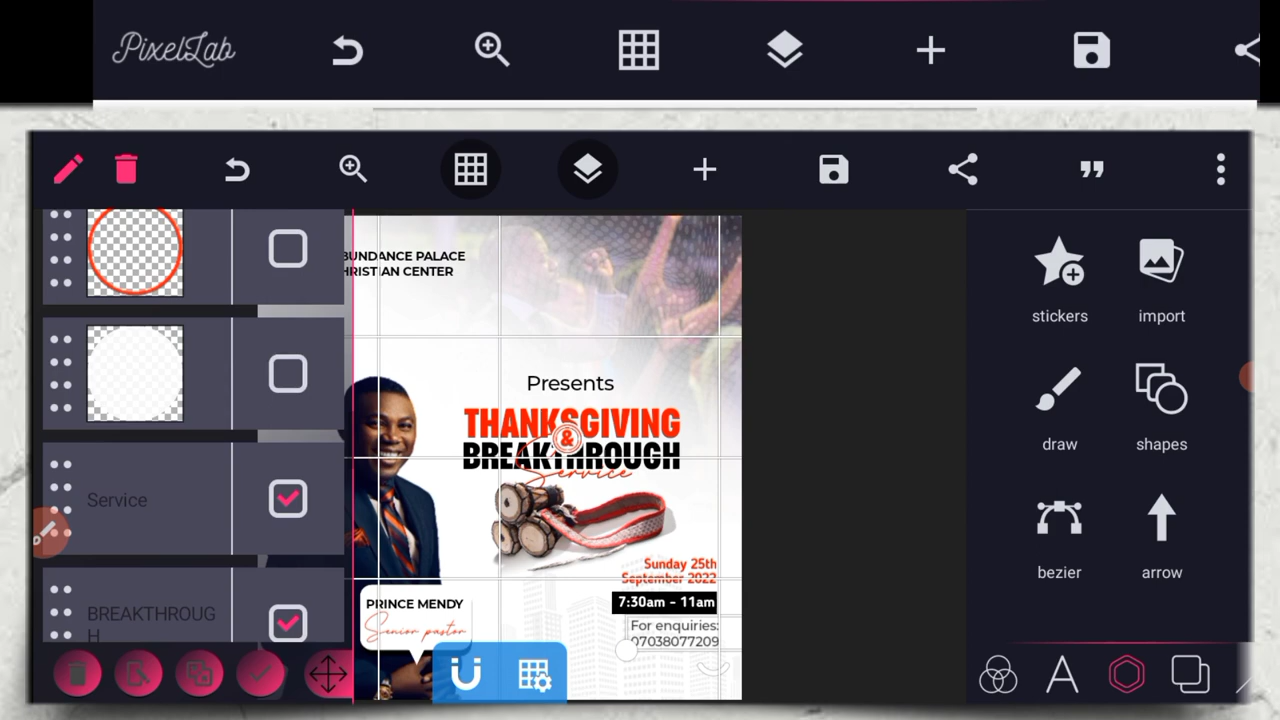 PixelLab
BUNDANCE PALACE
HRISTIAN CENTER
stickers
import
Presents
THANKSGIVING
&
BREAKTHROUGH
Service
draw
shapes
Service
Sunday 25th
September 2022
bezier
arrow
7:30am - 11am
PRINCE MENDY
Senior pastor
BREAKTHROUG
H
For enquiries:
07038077209